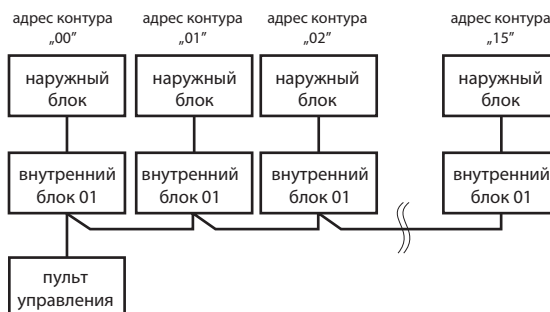 адрес контура
„00”
адрес контура
„01”
адрес контура
„02”
адрес контура
„15”
наружный
блок
наружный
блок
наружный
блок
наружный
блок
внутренний
блок 01
внутренний
блок 01
внутренний
блок 01
внутренний
блок 01
пульт
управления